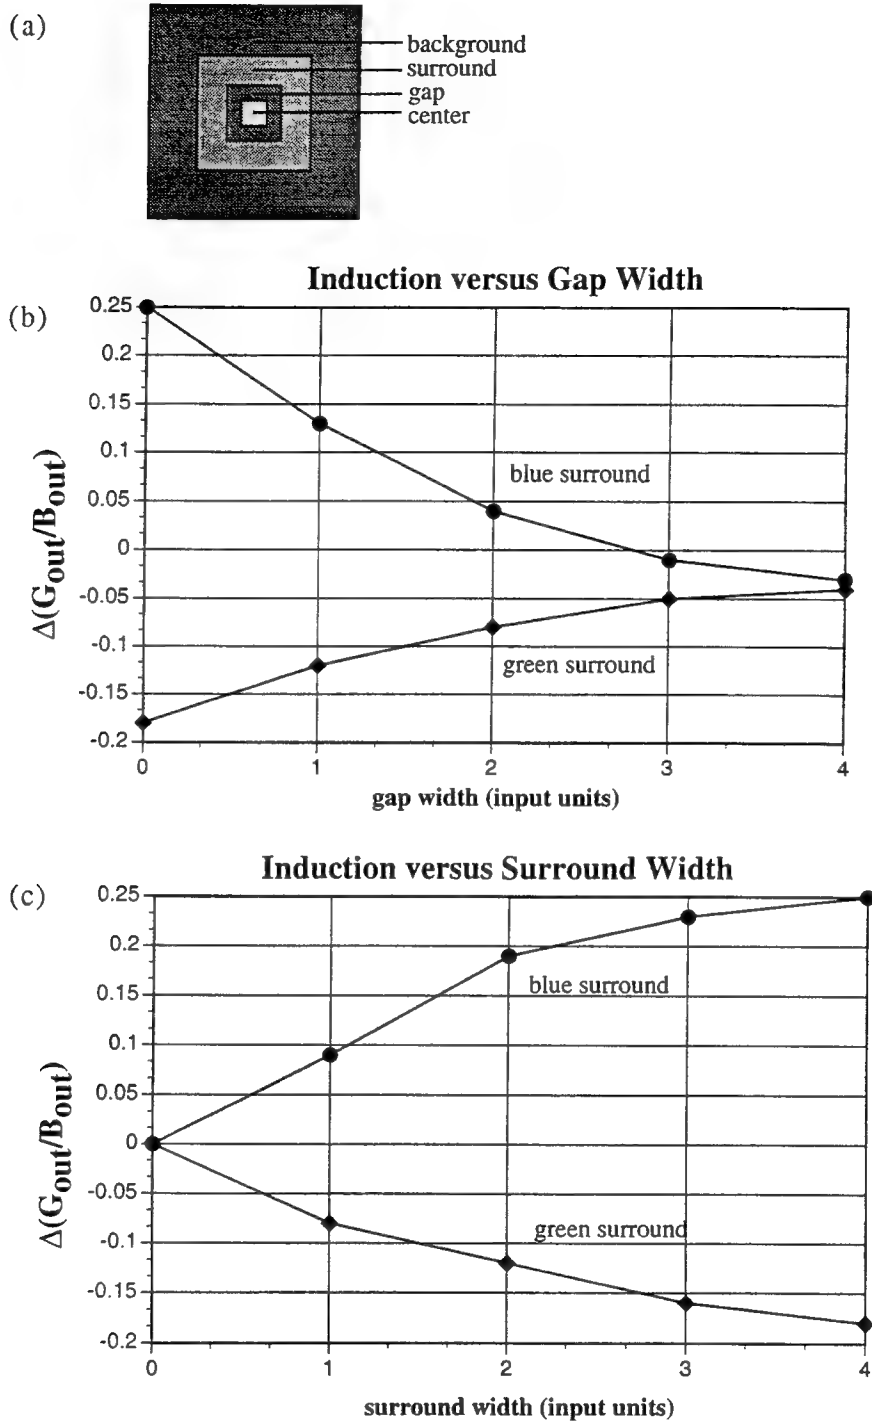 (a)
background
surround
gap
center
(b)
Induction versus Gap Width
0.25
0.2
0.15
0.1
0.05
0
-0.05
-0.1
-0.15
-0.2
Δ(Gout/Bout)
blue surround
green surround
0 1 2 3 4
gap width (input units)
(c)
Induction versus Surround Width
0.25
0.2
0.15
0.1
0.05
0
-0.05
-0.1
-0.15
-0.2
Δ(Gout/Bout)
blue surround
green surround
0 1 2 3 4
surround width (input units)